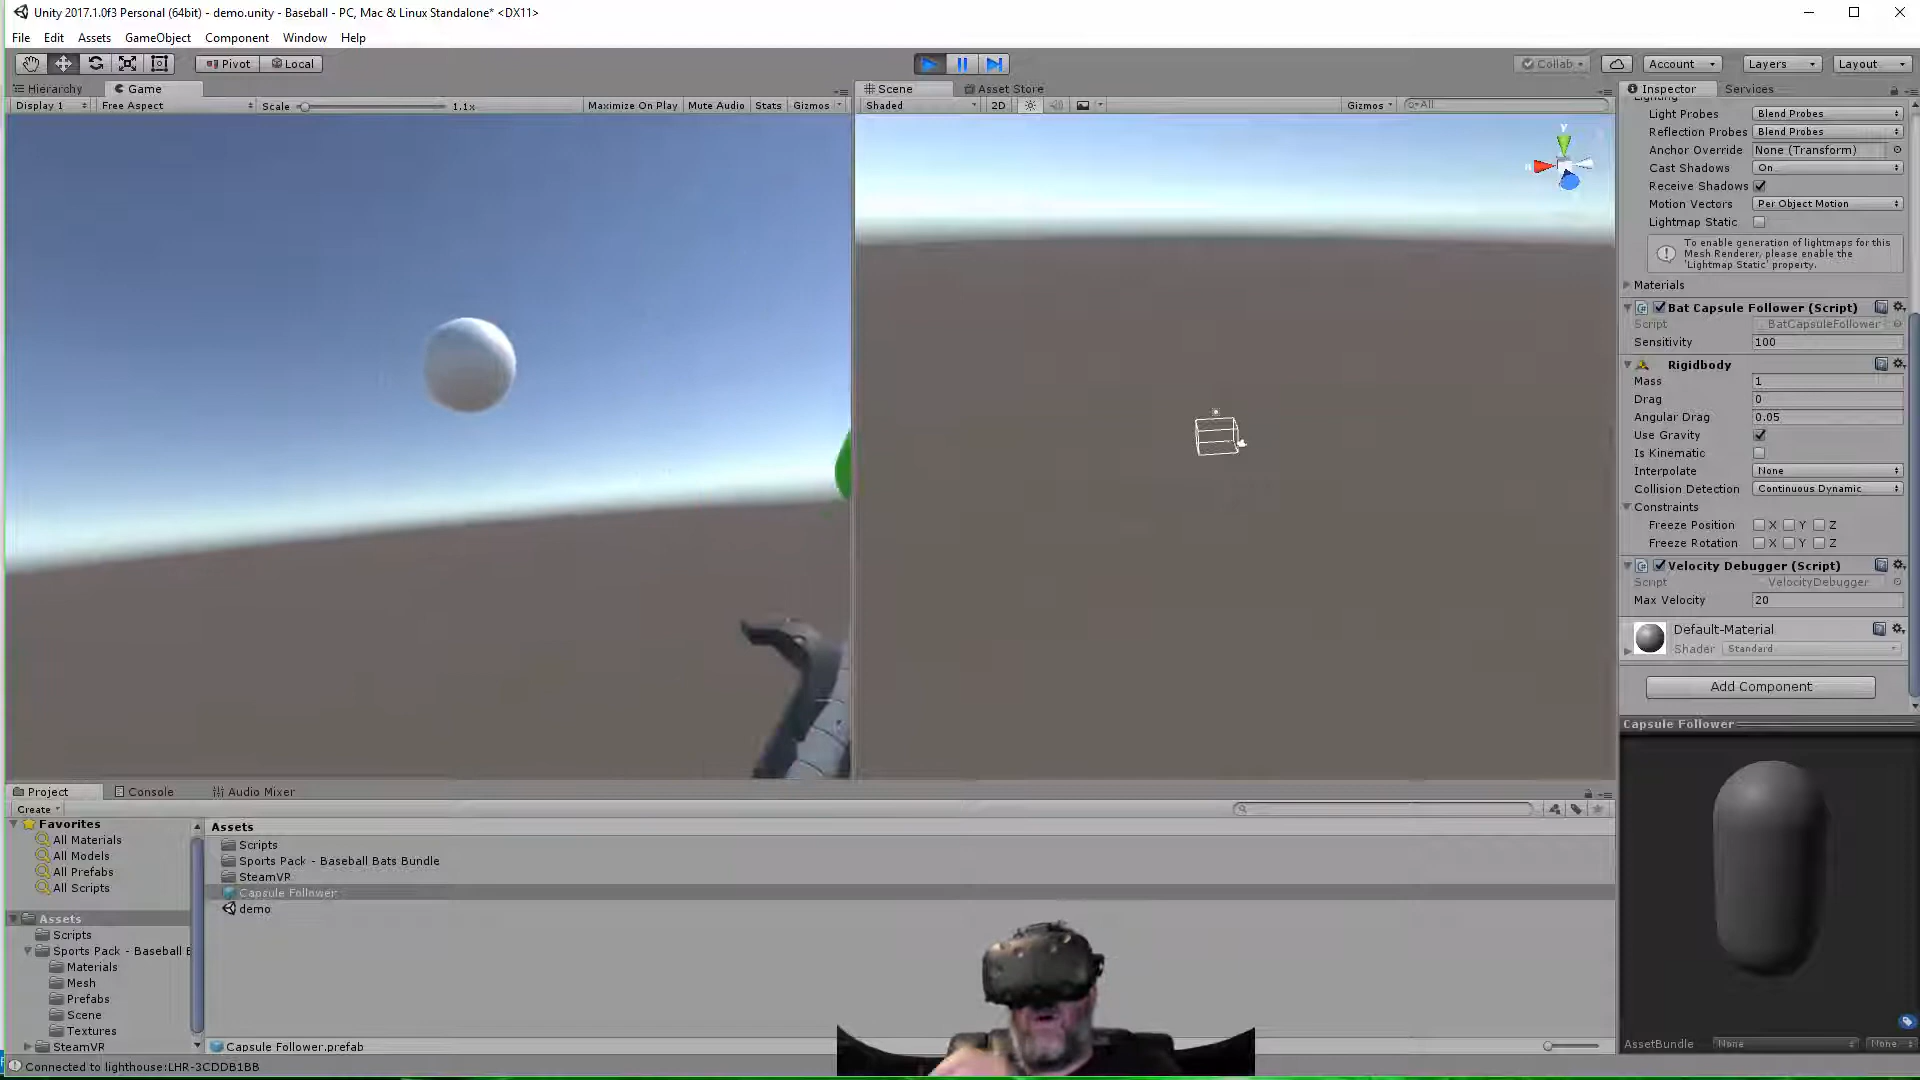 Unity 2017.1.0f3 Personal (64bit) - demo.unity - Baseball - PC, Mac & Linux Standalone* <DX11>
File Edit Assets GameObject Component Window Help
Pivot Local Collab Account Layers Layout
Hierarchy Game Scene Asset Store Inspector Services
Display 1 Free Aspect Scale 1.1x Maximize On Play Mute Audio Stats Gizmos Shaded 2D Gizmos All
y
Lighting
Light Probes Blend Probes
Reflection Probes Blend Probes
Anchor Override None (Transform)
Cast Shadows On
Receive Shadows
Motion Vectors Per Object Motion
Lightmap Static
To enable generation of lightmaps for this
Mesh Renderer, please enable the
'Lightmap Static' property.
Materials
Bat Capsule Follower (Script)
Script BatCapsuleFollower
Sensitivity 100
Rigidbody
Mass 1
Drag 0
Angular Drag 0.05
Use Gravity
Is Kinematic
Interpolate None
Collision Detection Continuous Dynamic
Constraints
Freeze Position X Y Z
Freeze Rotation X Y Z
Velocity Debugger (Script)
Script VelocityDebugger
Max Velocity 20
Default-Material
Shader Standard
Add Component
Capsule Follower
AssetBundle None None
Project Console Audio Mixer
Create
Favorites
All Materials
All Models
All Prefabs
All Scripts
Assets
Scripts
Sports Pack - Baseball B
Materials
Mesh
Prefabs
Scene
Textures
SteamVR
Assets
Scripts
Sports Pack - Baseball Bats Bundle
SteamVR
Capsule Follower
demo
Capsule Follower.prefab
Connected to lighthouse:LHR-3CDDB1BB